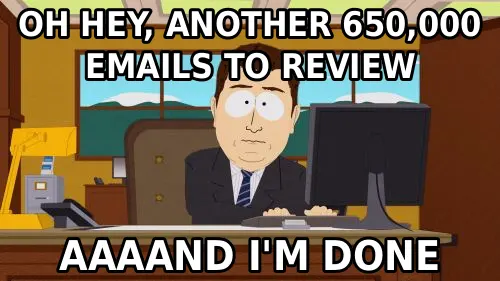 OH HEY, ANOTHER 650,000
EMAILS TO REVIEW
AAAAND I'M DONE